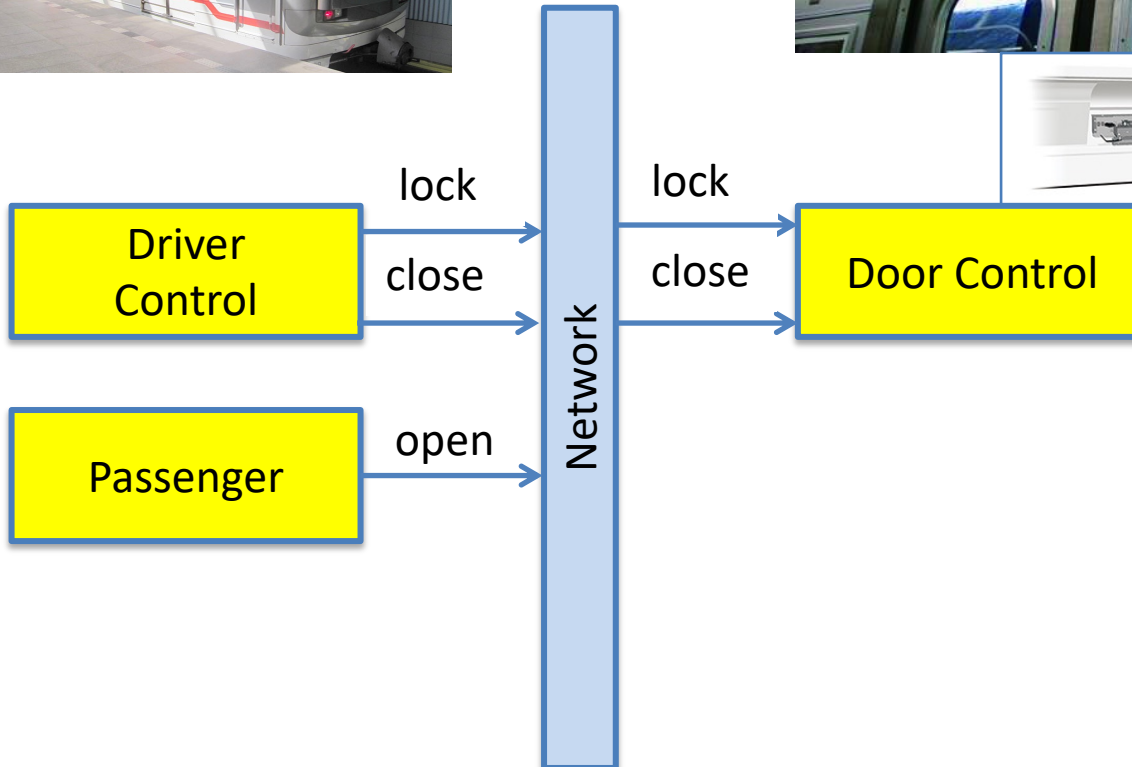 lock
lock
Driver
Control
close
close
Door Control
Network
Passenger
open